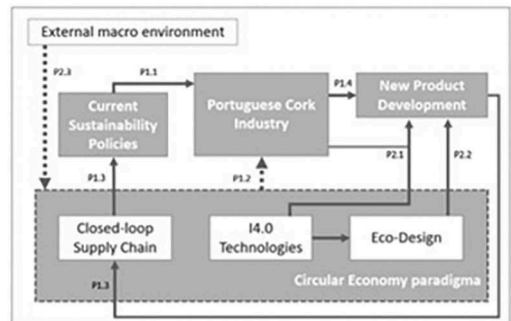 External macro environment
P2.3
P1.1
Current
Sustainability
Policies
Portuguese Cork
Industry
P1.4
New Product
Development
P1.3
P1.2
P2.1
P2.2
Closed-loop
Supply Chain
I4.0
Technologies
Eco-Design
P1.3
Circular Economy paradigma